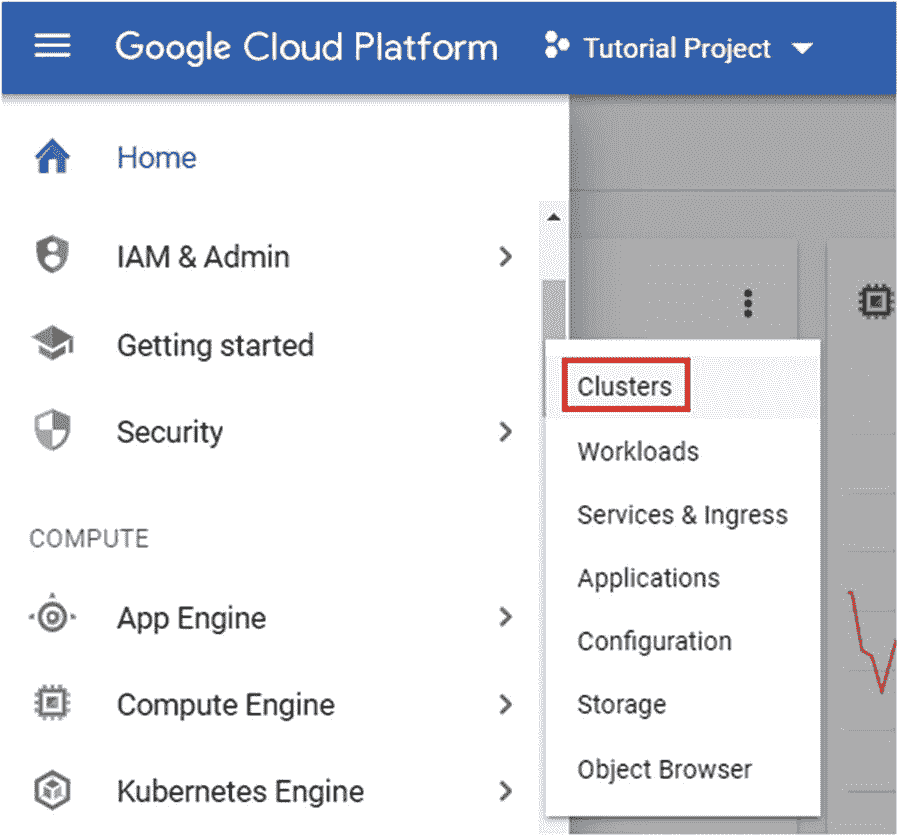 Google Cloud Platform
Tutorial Project
Home
IAM & Admin
Getting started
Security
COMPUTE
App Engine
Compute Engine
Kubernetes Engine
Clusters
Workloads
Services & Ingress
Applications
Configuration
Storage
Object Browser